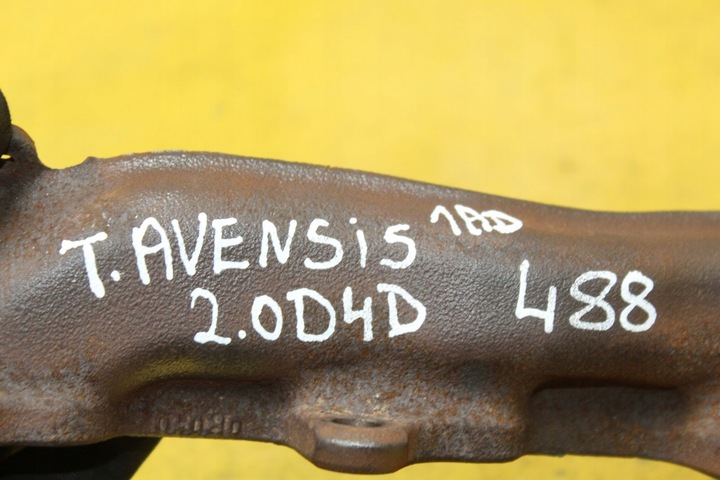 T. AVENSiS 1AD
2.0D4D 488